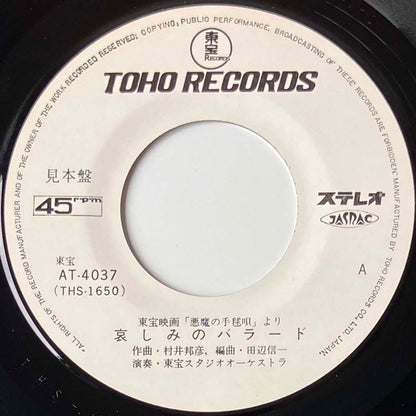 "ALL RIGHTS OF THE RECORD MANUFACTURER AND OF THE OWNER OF THE WORK RECORDED RESERVED; COPYING, PUBLIC PERFORMANCE, BROADCASTING OF THESE RECORDS ARE FORBIDDEN: MANUFACTURED BY TOHO RECORDS CO., LTD. JAPAN."
東宝
RECORDS
TOHO RECORDS
見本盤
45rpm
ステレオ
JASRAC
東宝
AT-4037
(THS-1650)
A
東宝映画「悪魔の手毬唄」より
哀しみのバラード
作曲・村井邦彦, 編曲・田辺信一
演奏・東宝スタジオオーケストラ
T H S